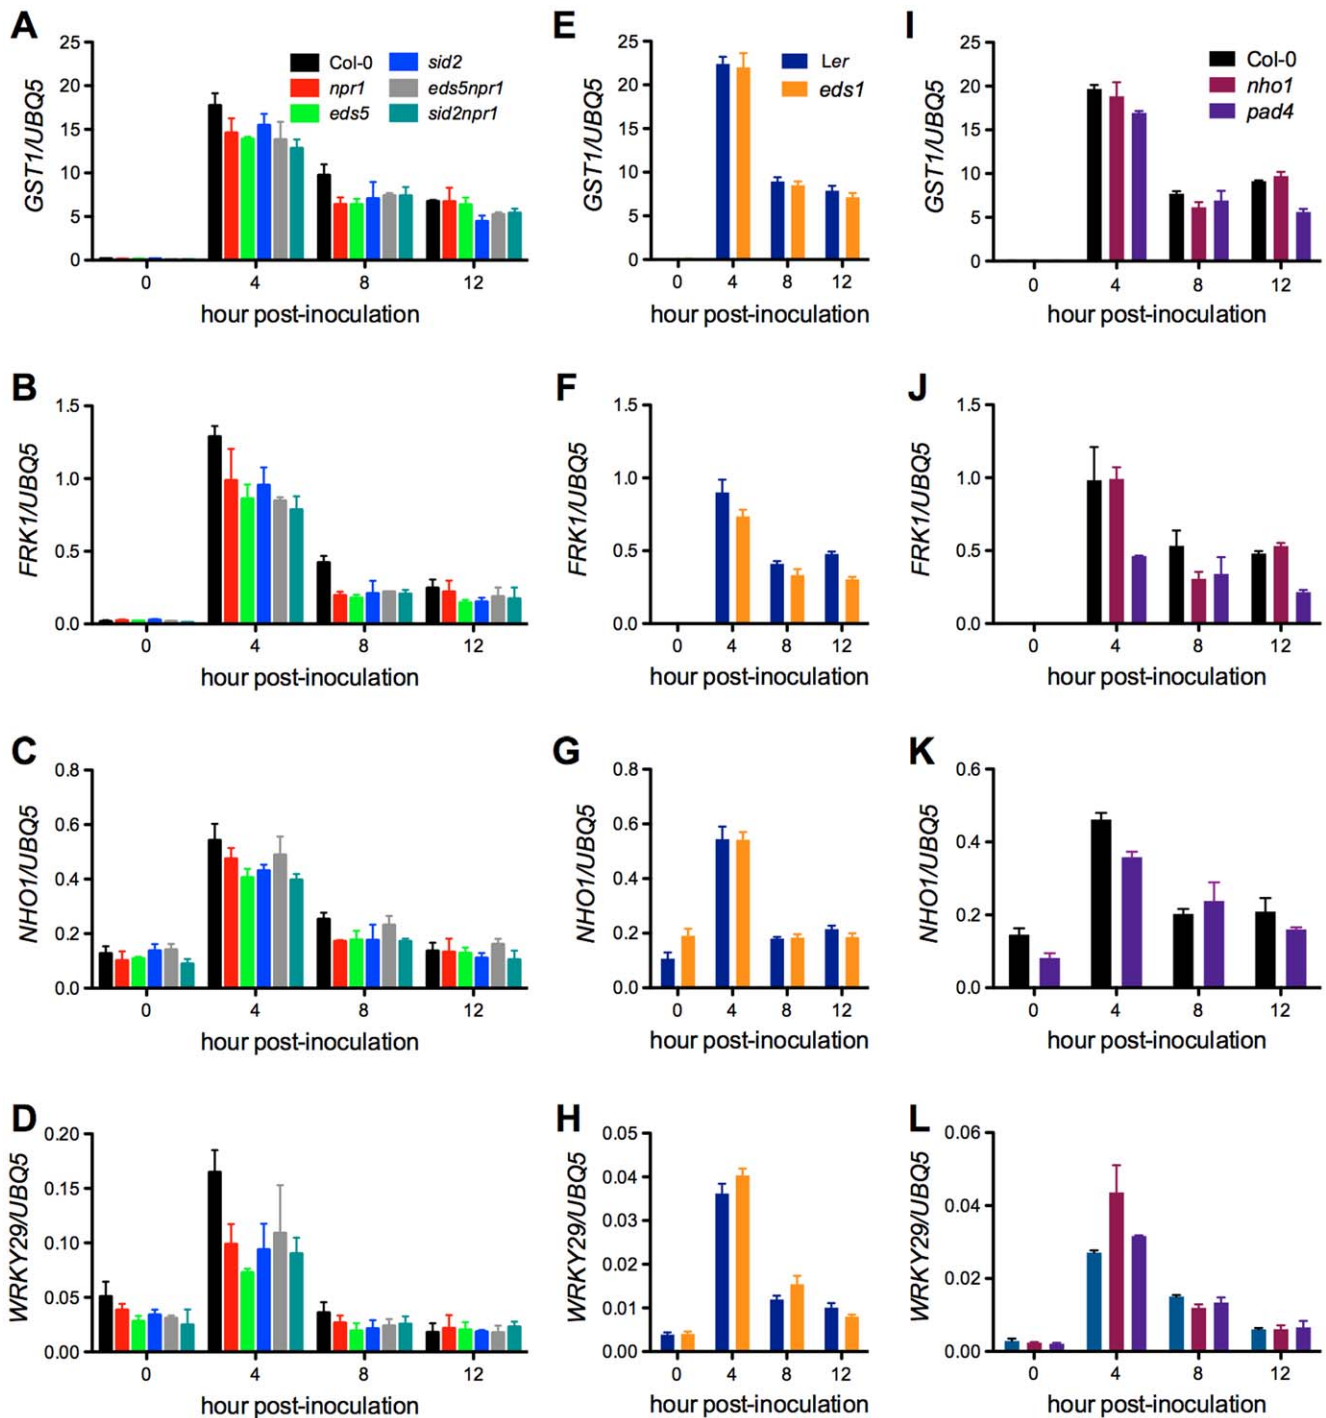 A
GST1/UBQ5
25
20
15
10
5
0
Col-0
npr1
eds5
sid2
eds5npr1
sid2npr1
0 4 8 12
hour post-inoculation
E
GST1/UBQ5
25
20
15
10
5
0
Ler
eds1
0 4 8 12
hour post-inoculation
I
GST1/UBQ5
25
20
15
10
5
0
Col-0
nho1
pad4
0 4 8 12
hour post-inoculation
B
FRK1/UBQ5
1.5
1.0
0.5
0.0
0 4 8 12
hour post-inoculation
F
FRK1/UBQ5
1.5
1.0
0.5
0.0
0 4 8 12
hour post-inoculation
J
FRK1/UBQ5
1.5
1.0
0.5
0.0
0 4 8 12
hour post-inoculation
C
NHO1/UBQ5
0.8
0.6
0.4
0.2
0.0
0 4 8 12
hour post-inoculation
G
NHO1/UBQ5
0.8
0.6
0.4
0.2
0.0
0 4 8 12
hour post-inoculation
K
NHO1/UBQ5
0.6
0.4
0.2
0.0
0 4 8 12
hour post-inoculation
D
WRKY29/UBQ5
0.20
0.15
0.10
0.05
0.00
0 4 8 12
hour post-inoculation
H
WRKY29/UBQ5
0.05
0.04
0.03
0.02
0.01
0.00
0 4 8 12
hour post-inoculation
L
WRKY29/UBQ5
0.06
0.04
0.02
0.00
0 4 8 12
hour post-inoculation